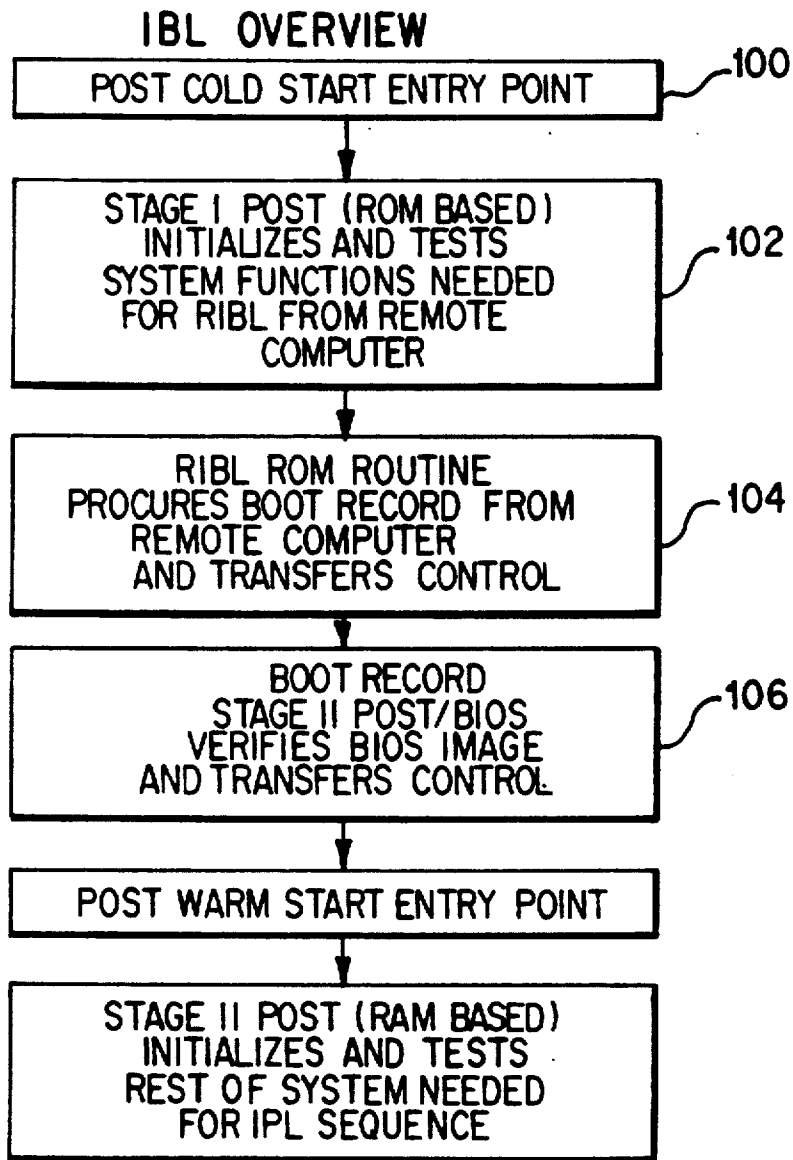 IBL OVERVIEW
POST COLD START ENTRY POINT
100
STAGE I POST (ROM BASED)
INITIALIZES AND TESTS
SYSTEM FUNCTIONS NEEDED
FOR RIBL FROM REMOTE
COMPUTER
102
RIBL ROM ROUTINE
PROCURES BOOT RECORD FROM
REMOTE COMPUTER
AND TRANSFERS CONTROL
104
BOOT RECORD
STAGE II POST/BIOS
VERIFIES BIOS IMAGE
AND TRANSFERS CONTROL
106
POST WARM START ENTRY POINT
STAGE II POST (RAM BASED)
INITIALIZES AND TESTS
REST OF SYSTEM NEEDED
FOR IPL SEQUENCE